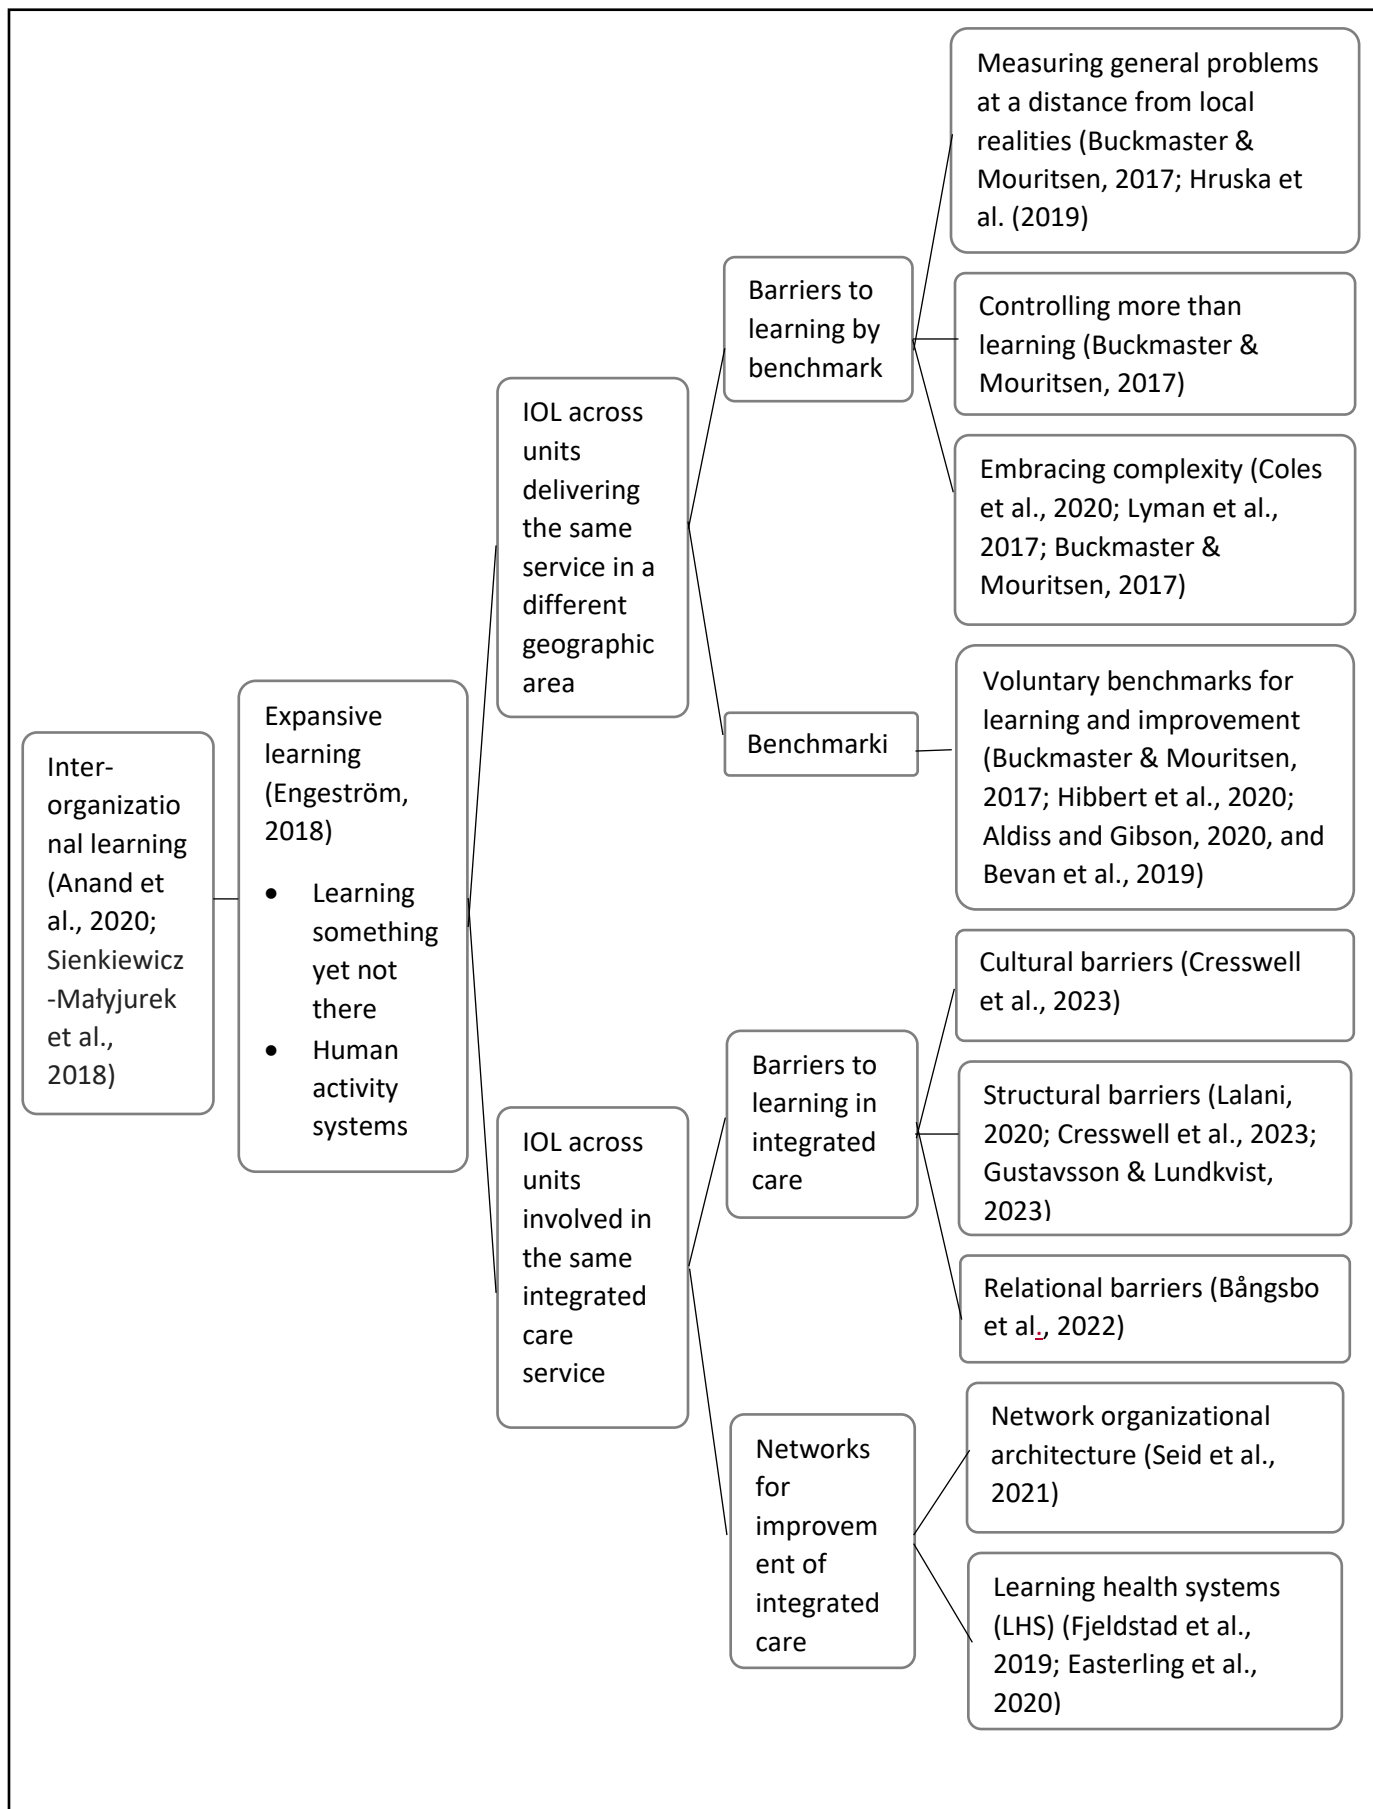 Inter-
organizatio
nal learning
(Anand et
al., 2020;
Sienkiewicz
-Małyjurek
et al.,
2018)
Expansive
learning
(Engeström,
2018)
• Learning
something
yet not
there
• Human
activity
systems
IOL across
units
delivering
the same
service in a
different
geographic
area
Barriers to
learning by
benchmark
Measuring general problems
at a distance from local
realities (Buckmaster &
Mouritsen, 2017; Hruska et
al. (2019)
Controlling more than
learning (Buckmaster &
Mouritsen, 2017)
Embracing complexity (Coles
et al., 2020; Lyman et al.,
2017; Buckmaster &
Mouritsen, 2017)
Benchmarki
Voluntary benchmarks for
learning and improvement
(Buckmaster & Mouritsen,
2017; Hibbert et al., 2020;
Aldiss and Gibson, 2020, and
Bevan et al., 2019)
IOL across
units
involved in
the same
integrated
care
service
Barriers to
learning in
integrated
care
Cultural barriers (Cresswell
et al., 2023)
Structural barriers (Lalani,
2020; Cresswell et al., 2023;
Gustavsson & Lundkvist,
2023)
Relational barriers (Bångsbo
et al., 2022)
Networks
for
improvem
ent of
integrated
care
Network organizational
architecture (Seid et al.,
2021)
Learning health systems
(LHS) (Fjeldstad et al.,
2019; Easterling et al.,
2020)